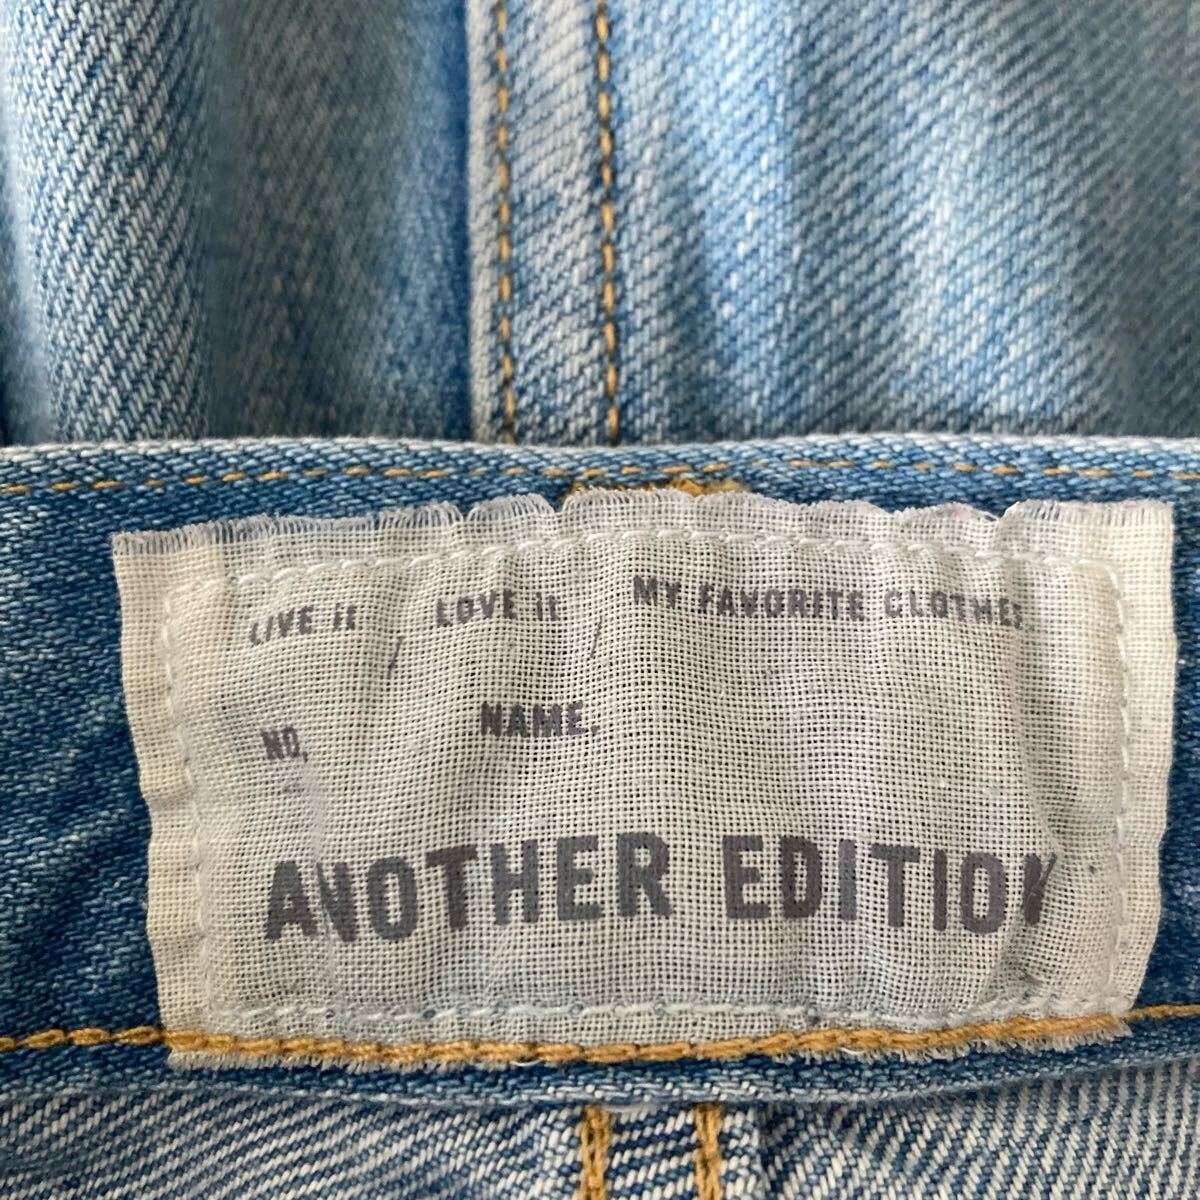 LIVE it / LOVE it / MY FAVORITE CLOTHES
NO, NAME.
ANOTHER EDITION